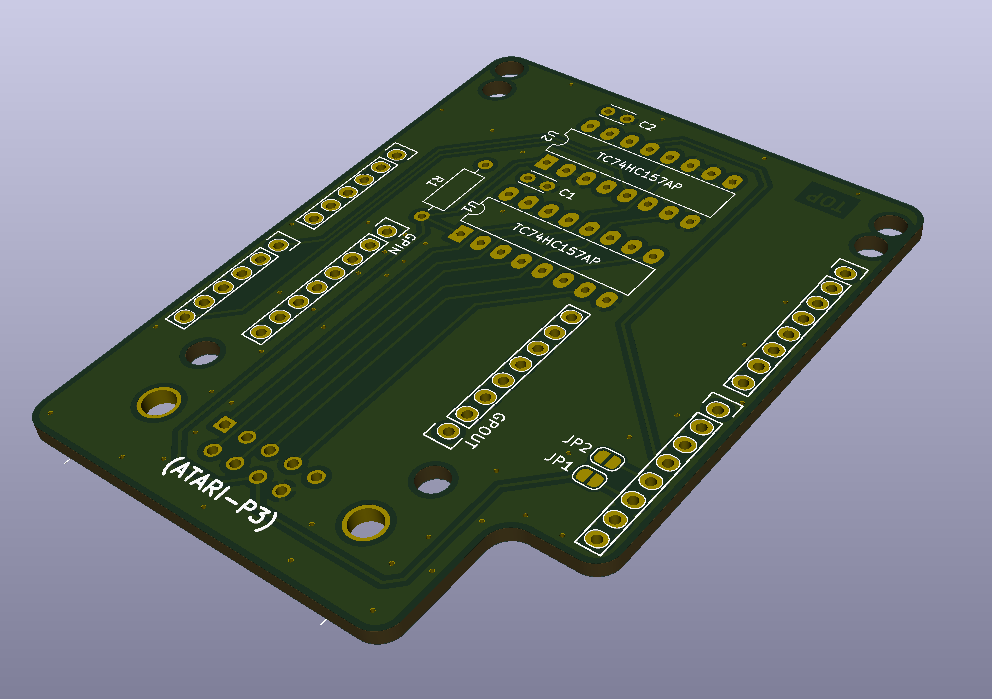 C2
U2
TC74HC157AP
TOP
C1
R1
U1
TC74HC157AP
GPIN
GPOUT
JP2
JP1
(ATARI-P3)